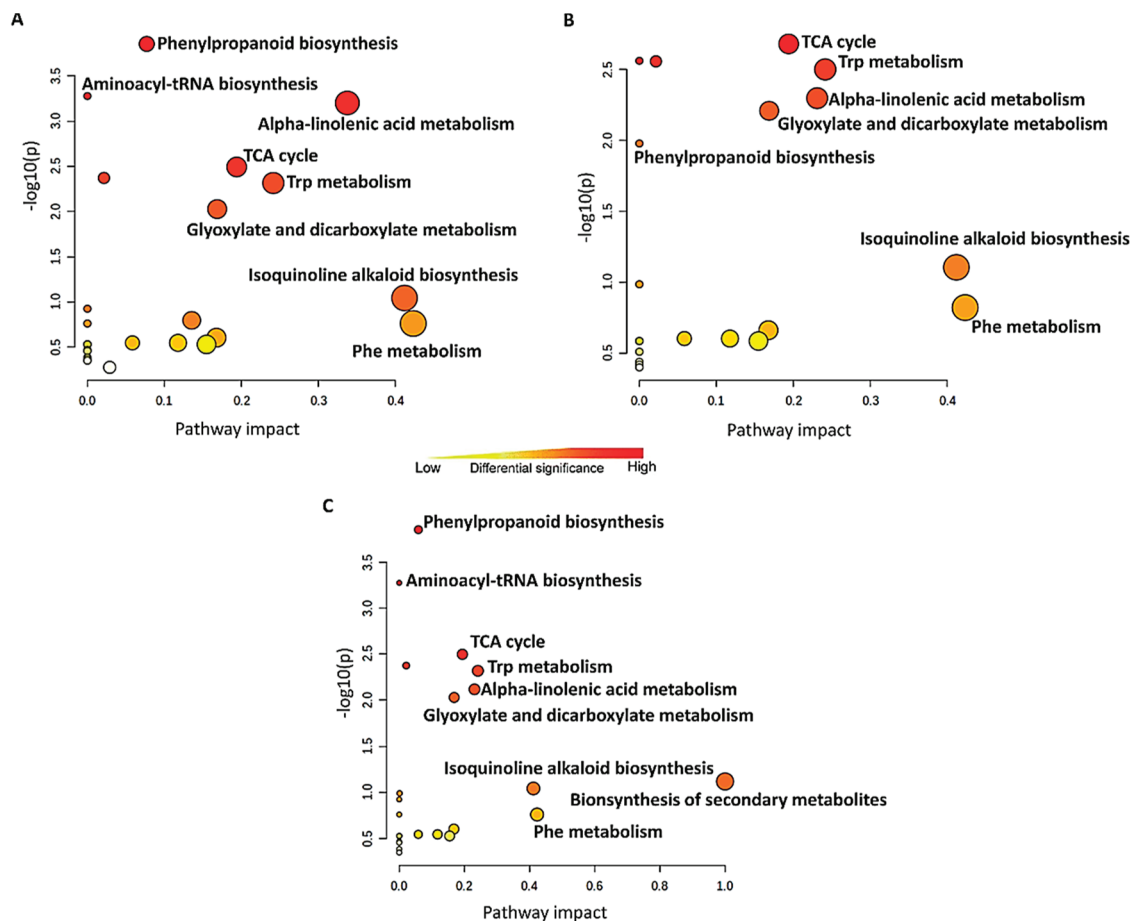 A
Phenylpropanoid biosynthesis
Aminoacyl-tRNA biosynthesis
Alpha-linolenic acid metabolism
TCA cycle
Trp metabolism
Glyoxylate and dicarboxylate metabolism
Isoquinoline alkaloid biosynthesis
Phe metabolism
-log10(p)
3.5
3.0
2.5
2.0
1.5
1.0
0.5
0.0
0.1
0.2
0.3
0.4
Pathway impact
B
TCA cycle
Trp metabolism
Alpha-linolenic acid metabolism
Glyoxylate and dicarboxylate metabolism
Phenylpropanoid biosynthesis
Isoquinoline alkaloid biosynthesis
Phe metabolism
-log10(p)
2.5
2.0
1.5
1.0
0.5
0.0
0.1
0.2
0.3
0.4
Pathway impact
Low
Differential significance
High
C
Phenylpropanoid biosynthesis
Aminoacyl-tRNA biosynthesis
TCA cycle
Trp metabolism
Alpha-linolenic acid metabolism
Glyoxylate and dicarboxylate metabolism
Isoquinoline alkaloid biosynthesis
Bionsynthesis of secondary metabolites
Phe metabolism
-log10(p)
3.5
3.0
2.5
2.0
1.5
1.0
0.5
0.0
0.2
0.4
0.6
0.8
1.0
Pathway impact